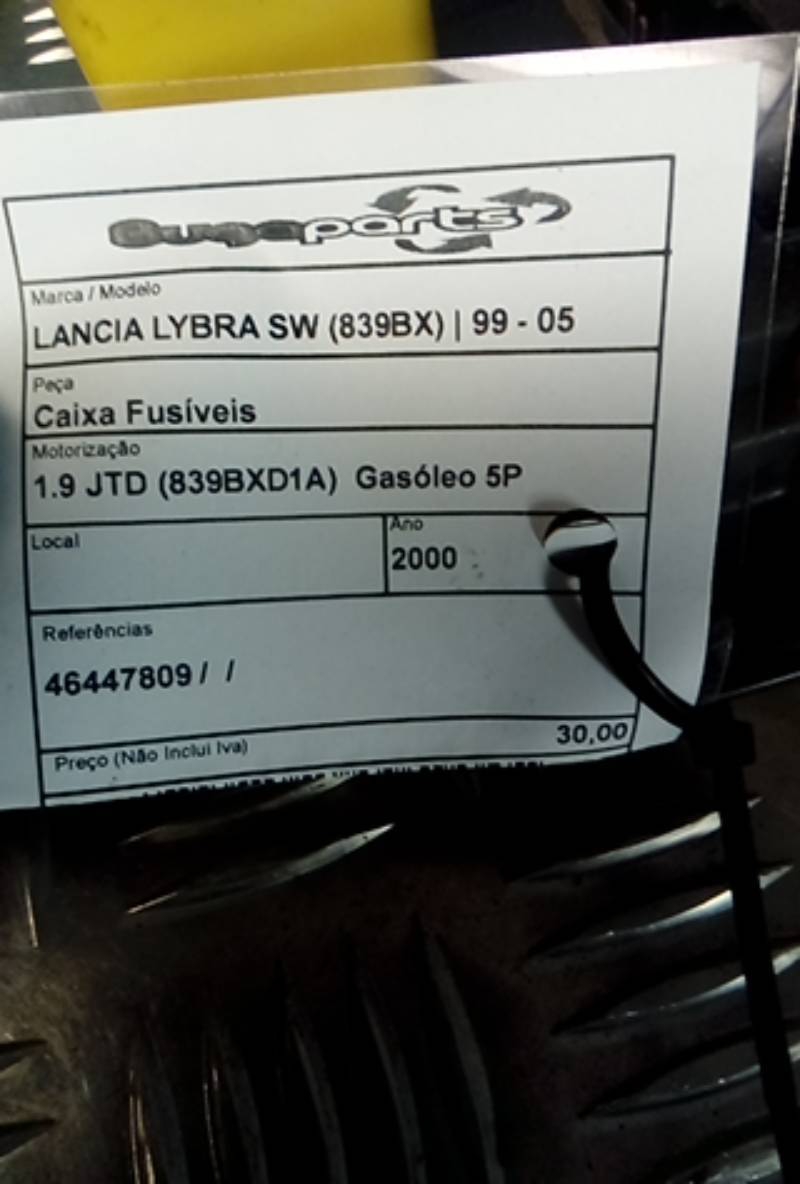 Ougaparts
Marca / Modelo
LANCIA LYBRA SW (839BX) | 99 - 05
Peça
Caixa Fusíveis
Motorização
1.9 JTD (839BXD1A) Gasóleo 5P
Local
Ano
2000
Referências
46447809 / /
Preço (Não Inclui Iva)
30,00